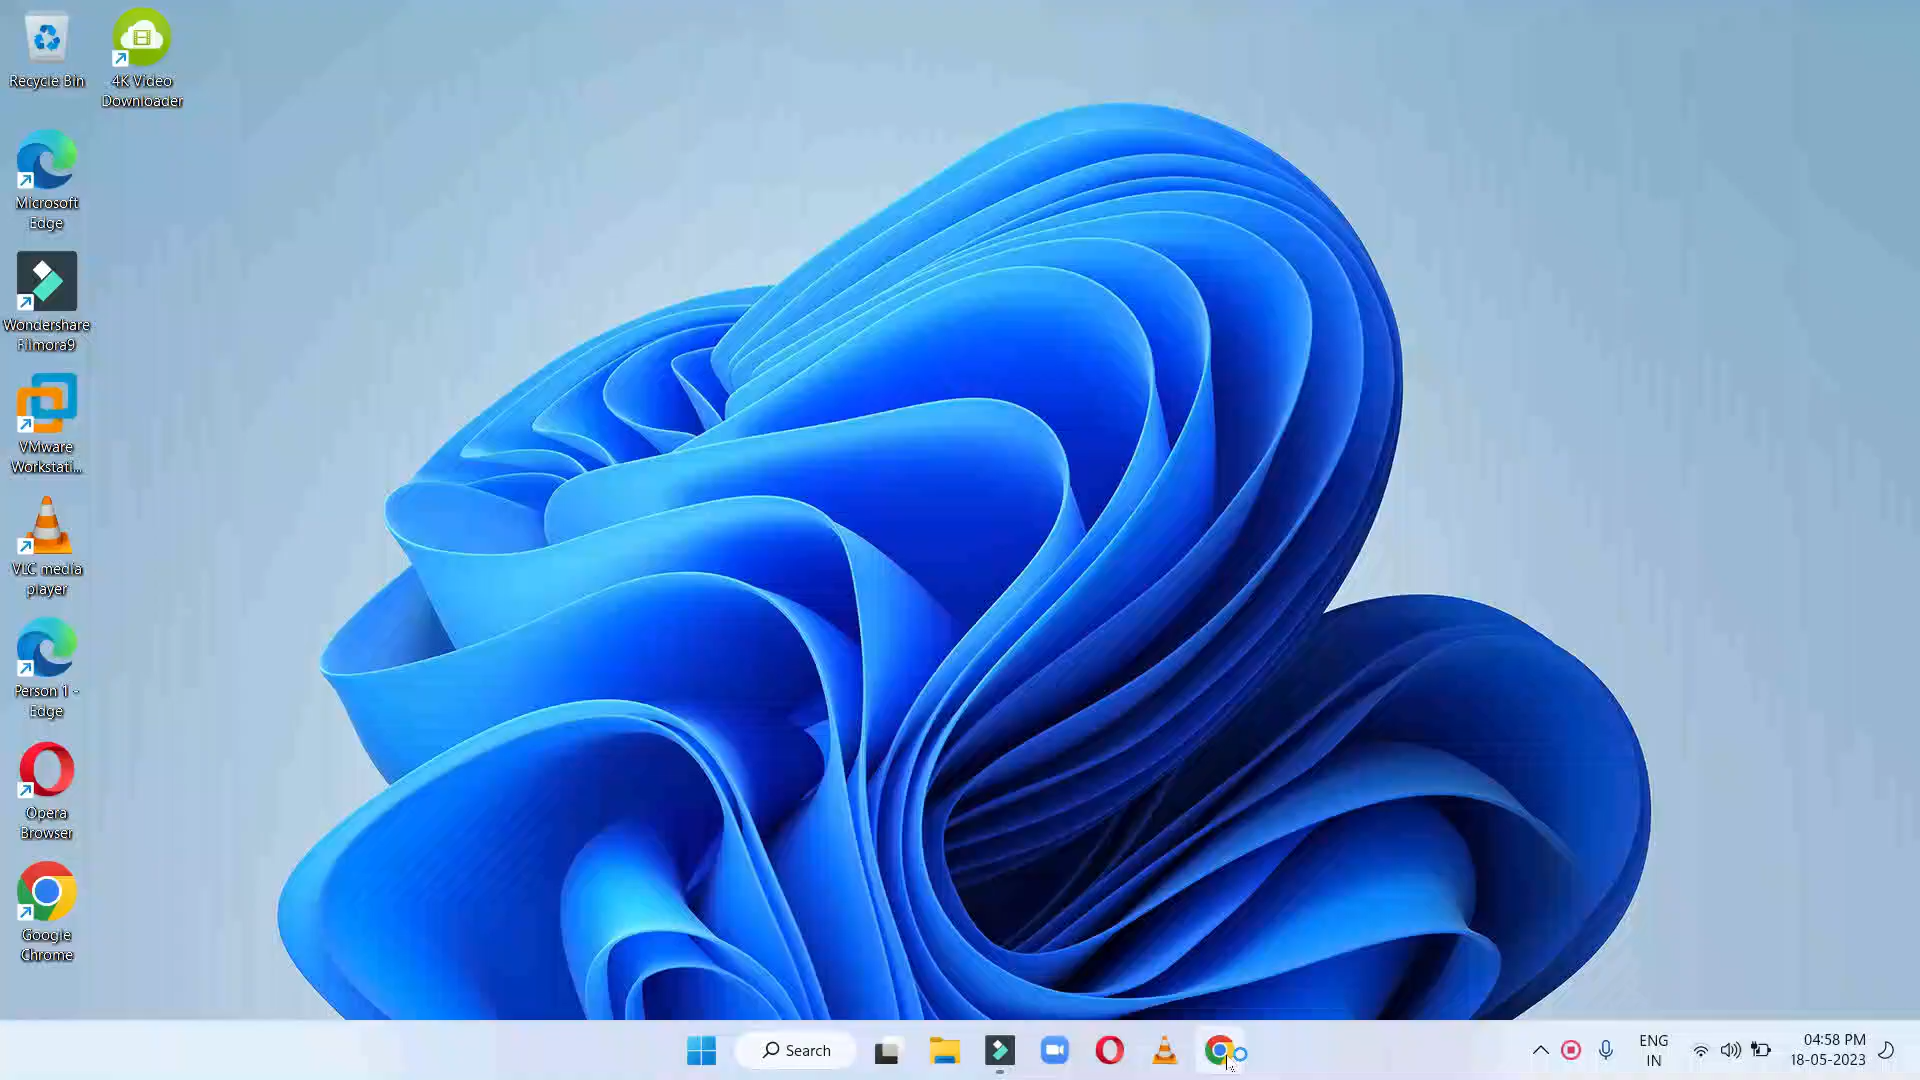 Recycle Bin
4K Video
Downloader
Microsoft
Edge
Wondershare
Filmora9
VMware
Workstati...
VLC media
player
Person 1 -
Edge
Opera
Browser
Google
Chrome
Search
ENG
IN
04:58 PM
18-05-2023